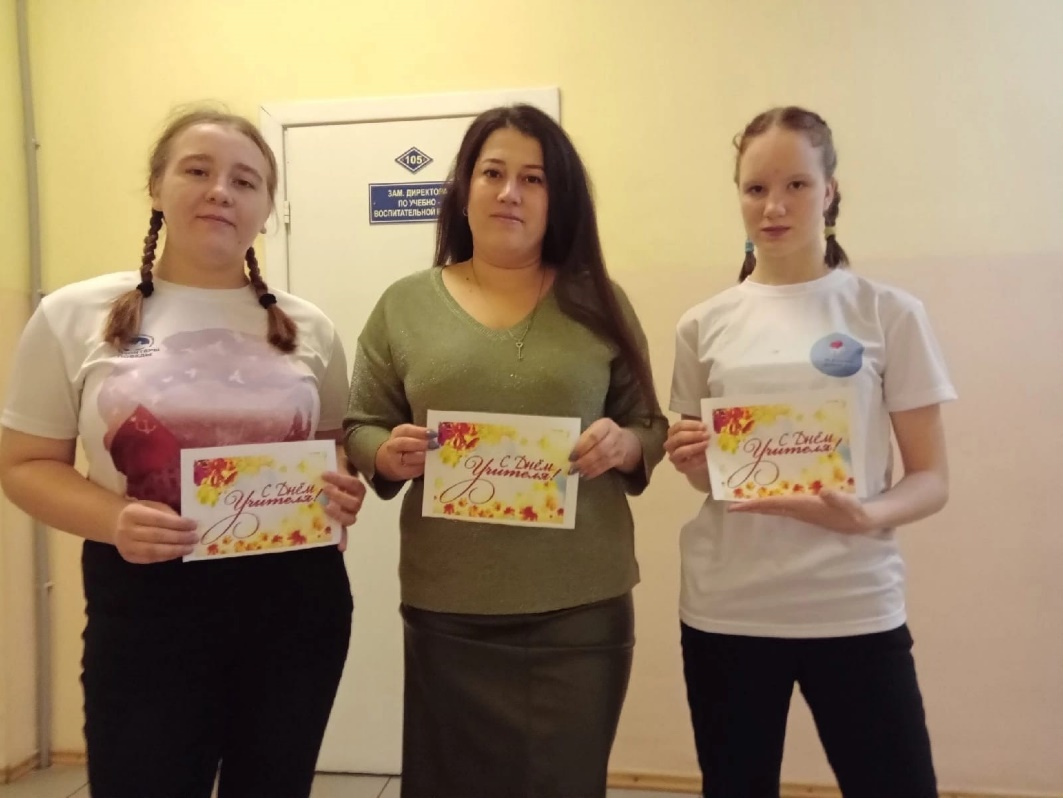 105
ЗАМ. ДИРЕКТОРА
ПО УЧЕБНО -
ВОСПИТАТЕЛЬНОЙ
С Днём
Учителя!
С Днём
Учителя!
С Днём
Учителя!